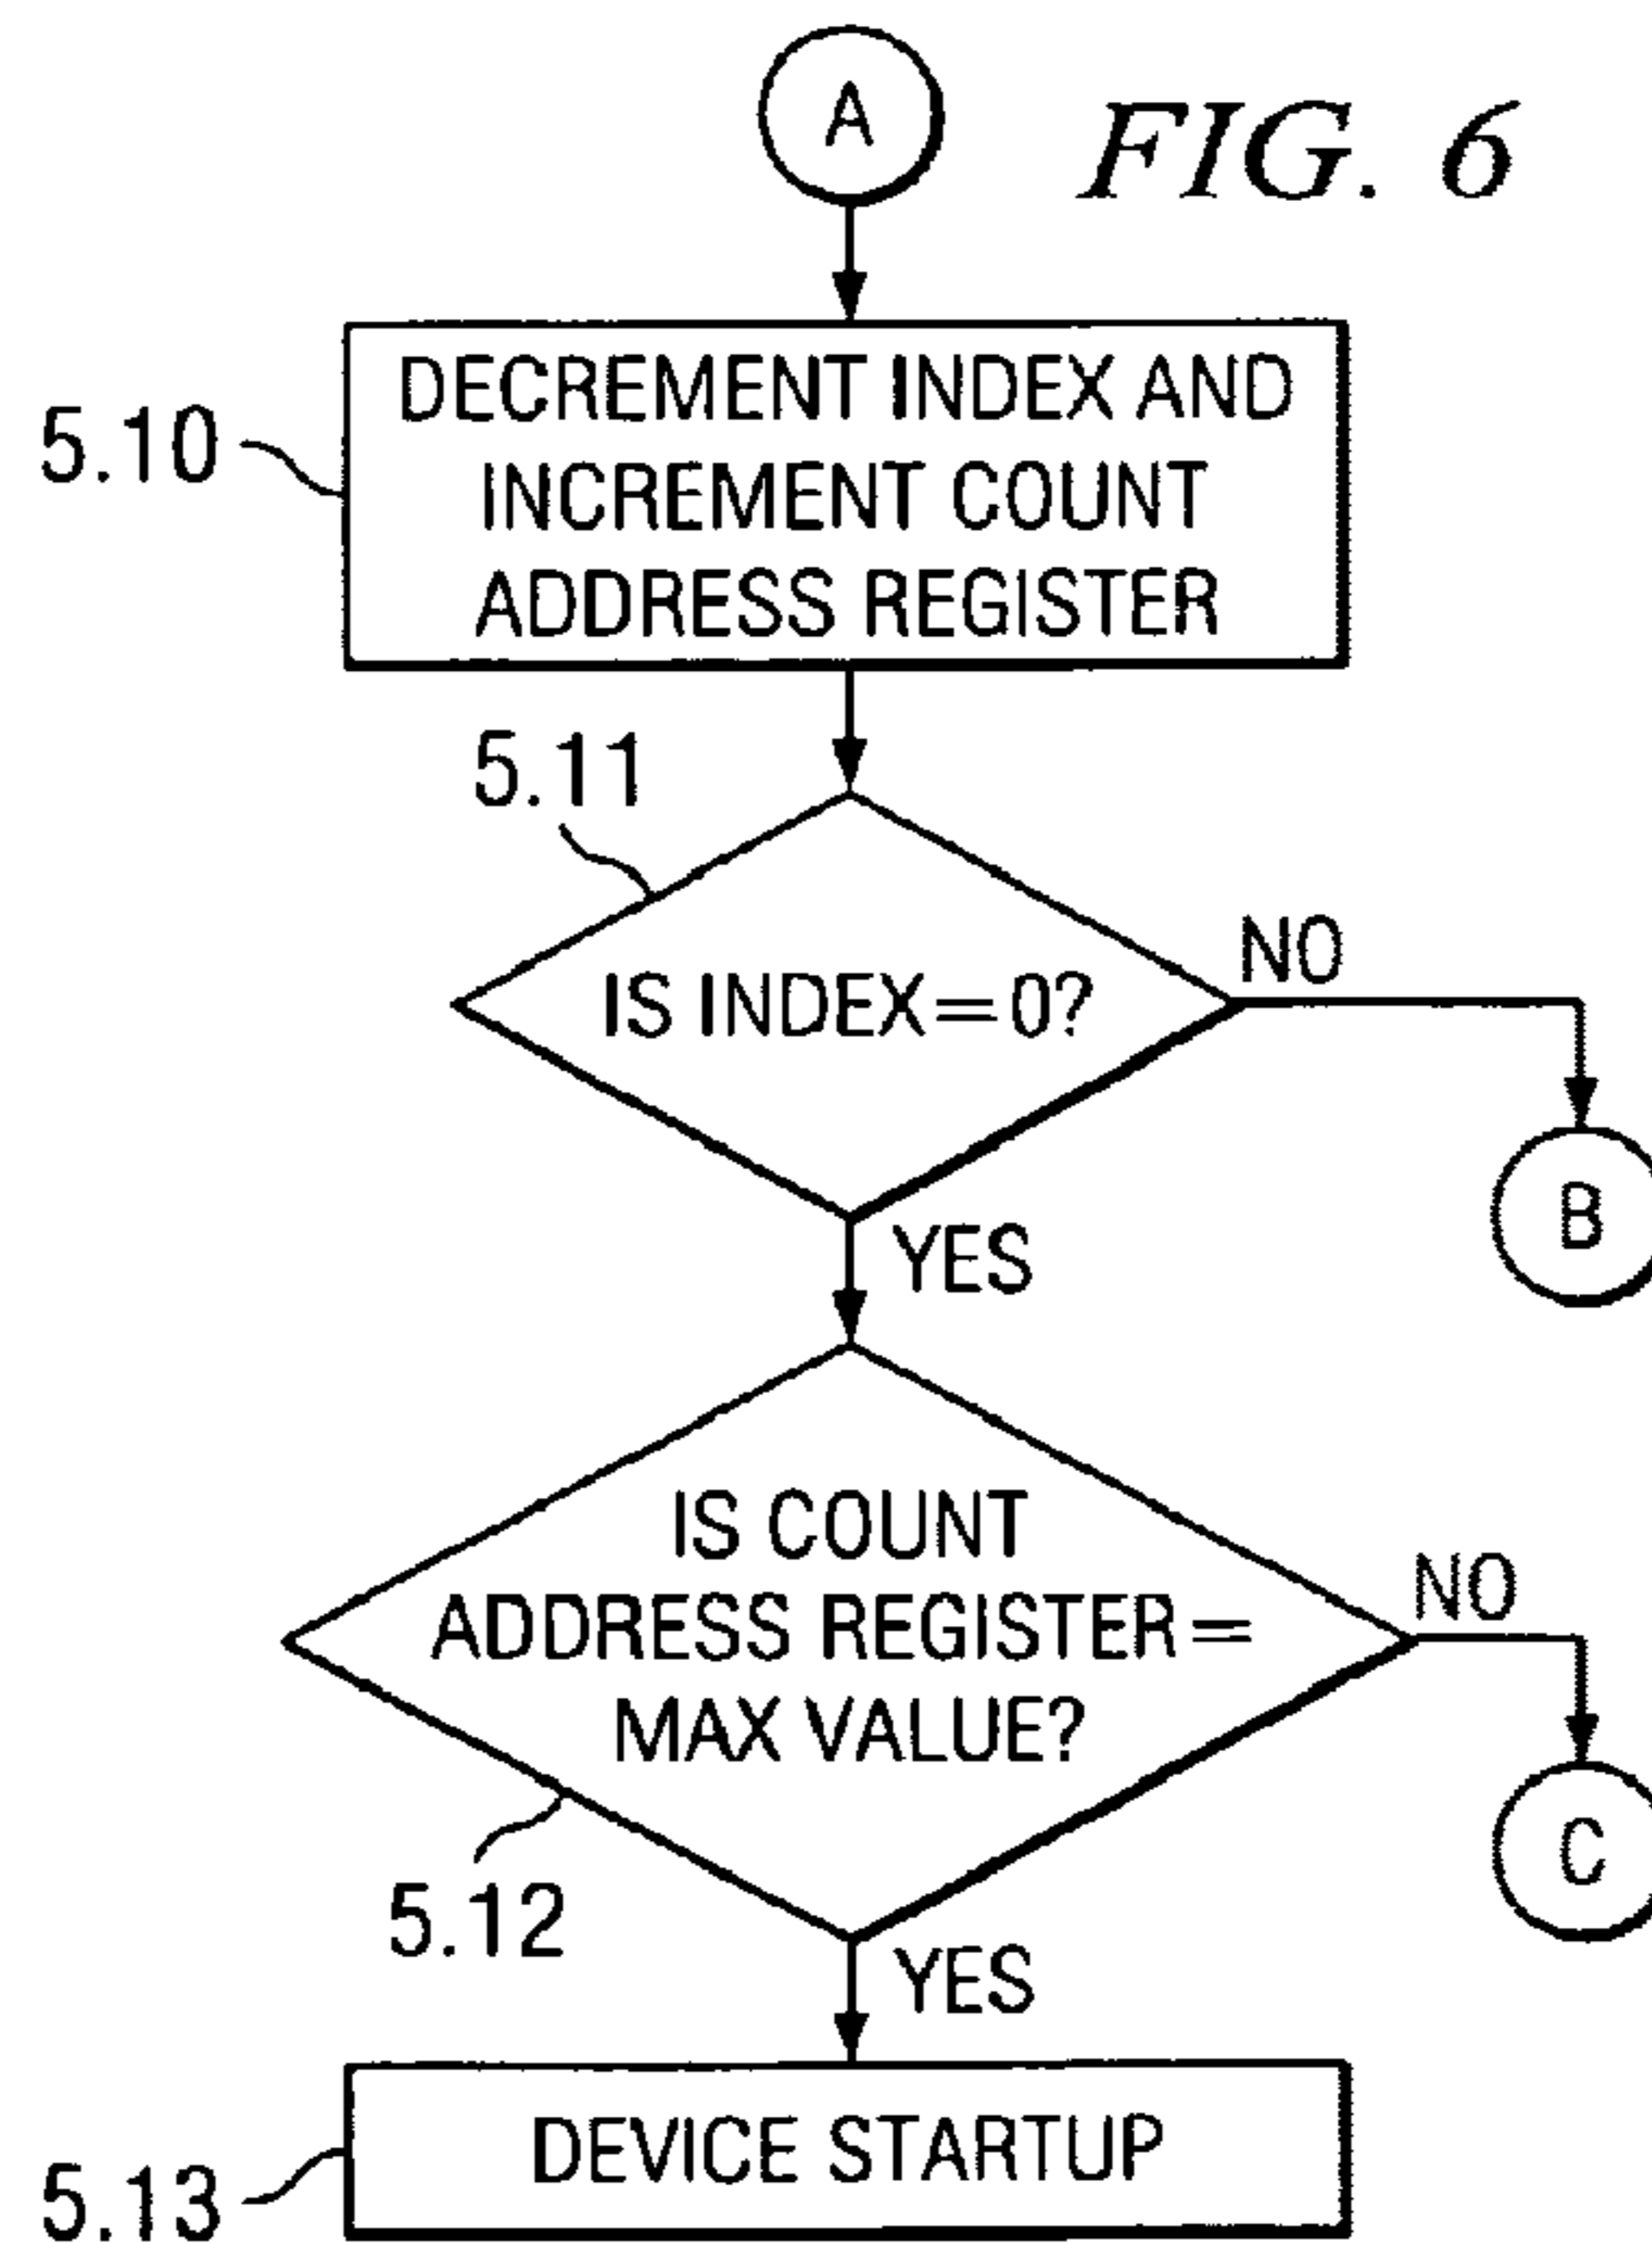 A
FIG. 6
5.10
DECREMENT INDEX AND
INCREMENT COUNT
ADDRESS REGISTER
5.11
IS INDEX=0?
NO
B
YES
IS COUNT
ADDRESS REGISTER=
MAX VALUE?
NO
C
5.12
YES
DEVICE STARTUP
5.13